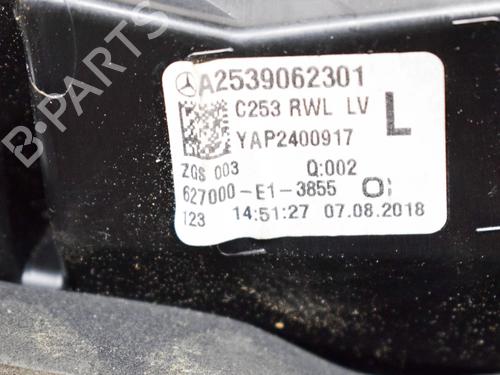 A2539062301
C253 RWL LV
L
YAP2400917
ZGS 003 Q:002
627000-E1-3855
123 14:51:27 07.08.2018
B-PARTS